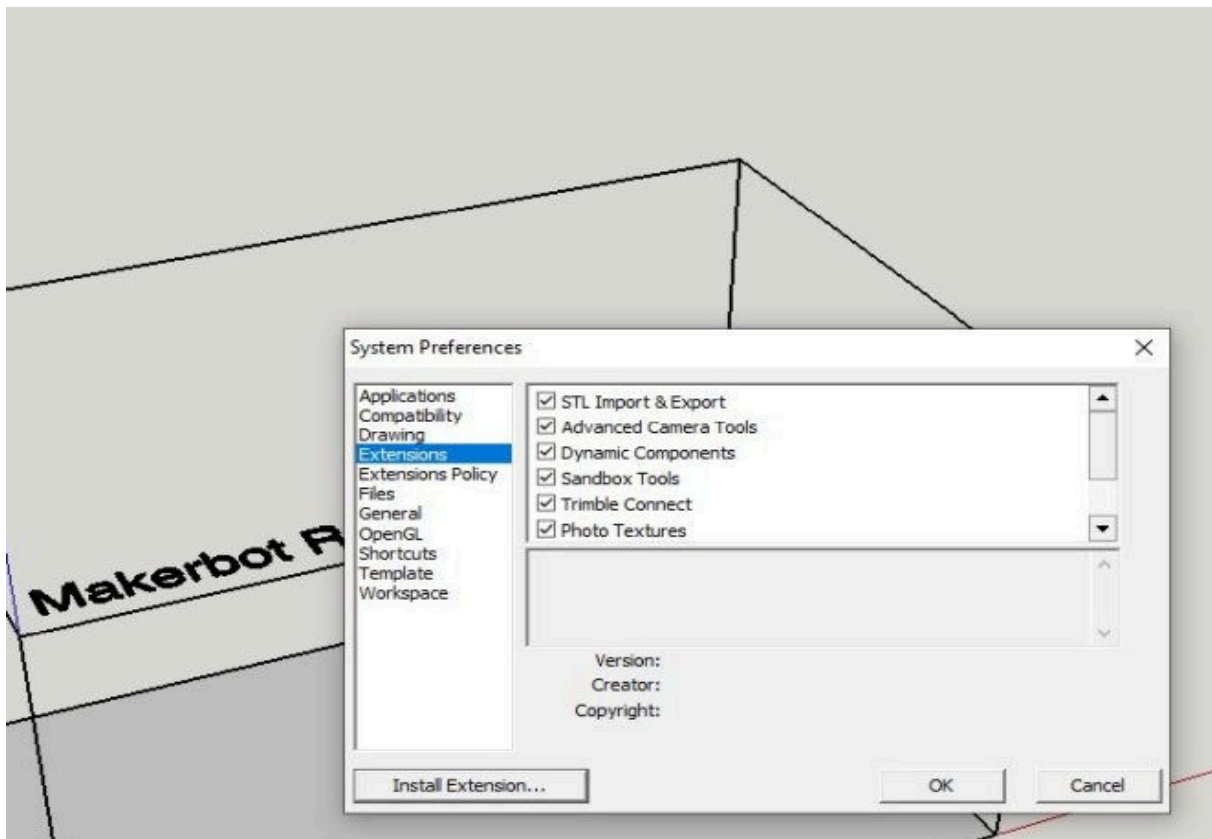 System Preferences
Applications
Compatibility
Drawing
Extensions
Extensions Policy
Files
General
OpenGL
Shortcuts
Template
Workspace
STL Import & Export
Advanced Camera Tools
Dynamic Components
Sandbox Tools
Trimble Connect
Photo Textures
Version:
Creator:
Copyright:
Install Extension...
OK
Cancel
Makerbot R